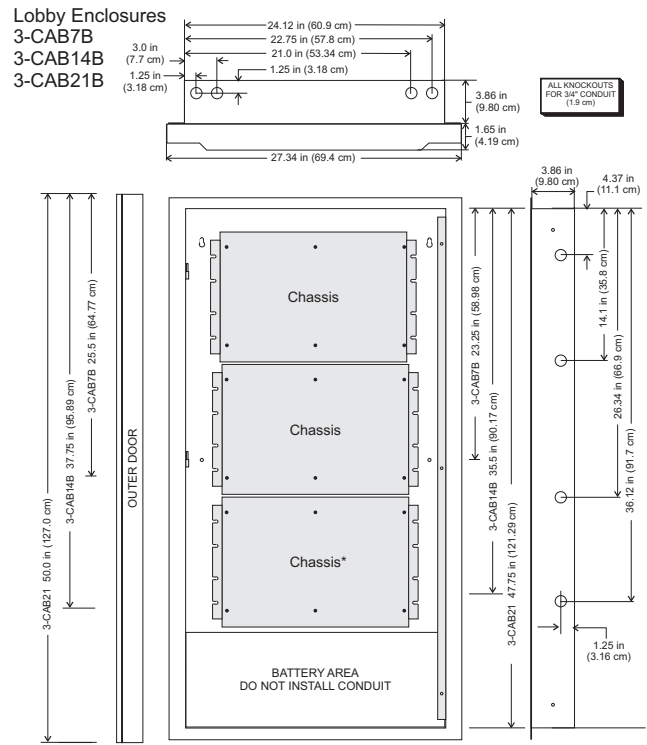 Lobby Enclosures
3-CAB7B
3-CAB14B
3-CAB21B
24.12 in (60.9 cm)
22.75 in (57.8 cm)
21.0 in (53.34 cm)
3.0 in
(7.7 cm)
1.25 in (3.18 cm)
1.25 in
(3.18 cm)
3.86 in
(9.80 cm)
1.65 in
(4.19 cm)
27.34 in (69.4 cm)
ALL KNOCKOUTS
FOR 3/4" CONDUIT
(1.9 cm)
3.86 in
(9.80 cm)
4.37 in
(11.1 cm)
3-CAB21 50.0 in (127.0 cm)
3-CAB14B 37.75 in (95.89 cm)
3-CAB7B 25.5 in (64.77 cm)
OUTER DOOR
Chassis
Chassis
Chassis*
BATTERY AREA
DO NOT INSTALL CONDUIT
3-CAB7B 23.25 in (58.98 cm)
3-CAB14B 35.5 in (90.17 cm)
3-CAB21 47.75 in (121.29 cm)
14.1 in (35.8 cm)
26.34 in (66.9 cm)
36.12 in (91.7 cm)
1.25 in
(3.16 cm)